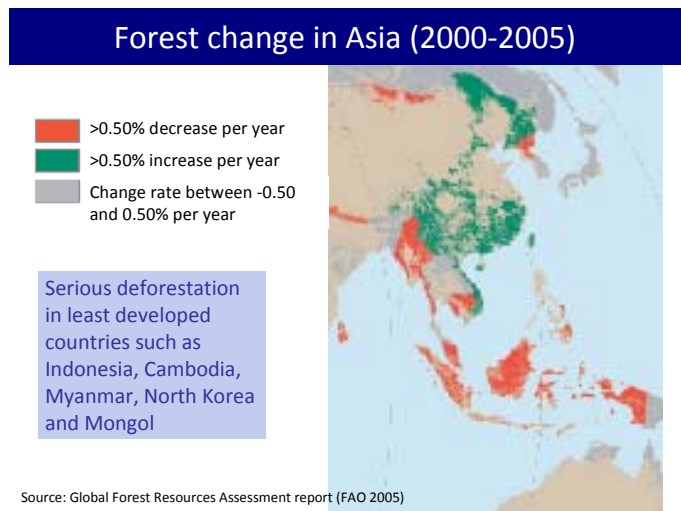 Forest change in Asia (2000-2005)
>0.50% decrease per year
>0.50% increase per year
Change rate between -0.50
and 0.50% per year
Serious deforestation
in least developed
countries such as
Indonesia, Cambodia,
Myanmar, North Korea
and Mongol
Source: Global Forest Resources Assessment report (FAO 2005)